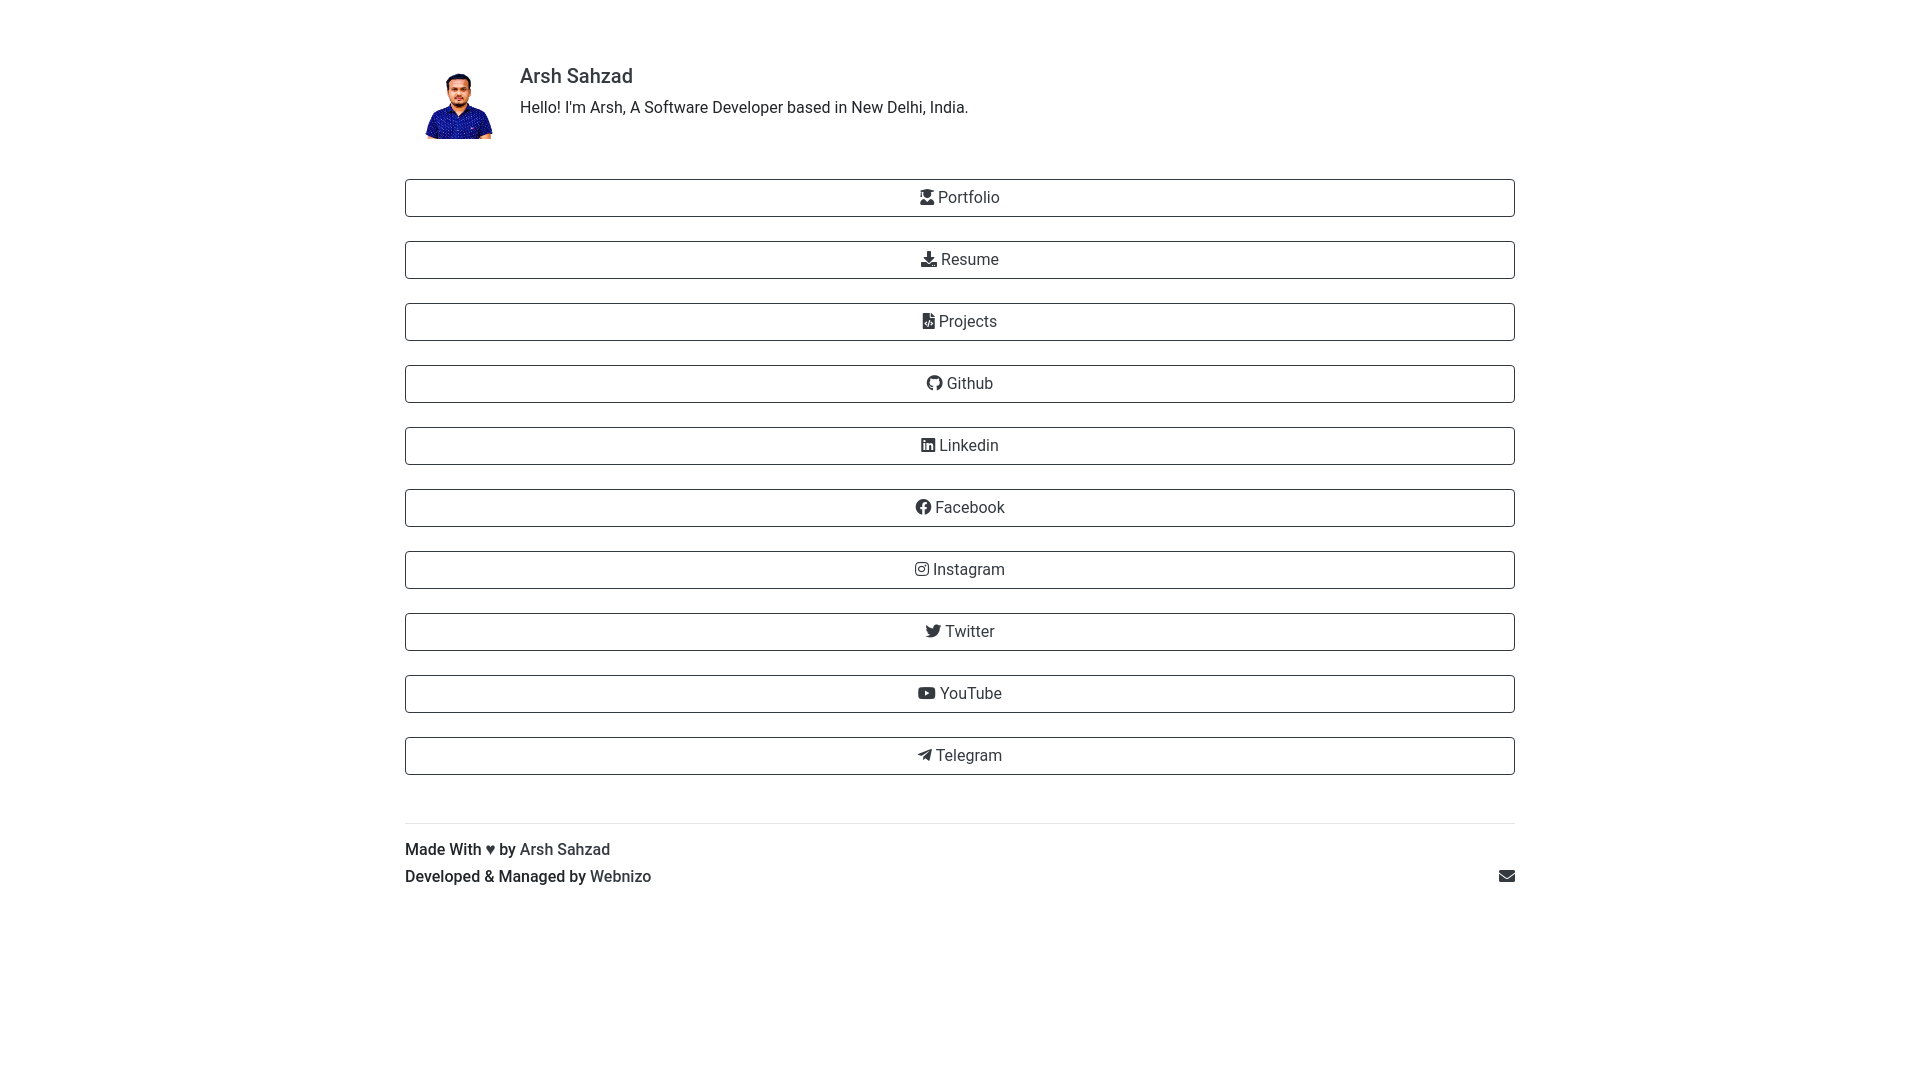 Arsh Sahzad
Hello! I'm Arsh, A Software Developer based in New Delhi, India.
Portfolio
Resume
Projects
Github
Linkedin
Facebook
Instagram
Twitter
YouTube
Telegram
Made With ♥ by Arsh Sahzad
Developed & Managed by Webnizo